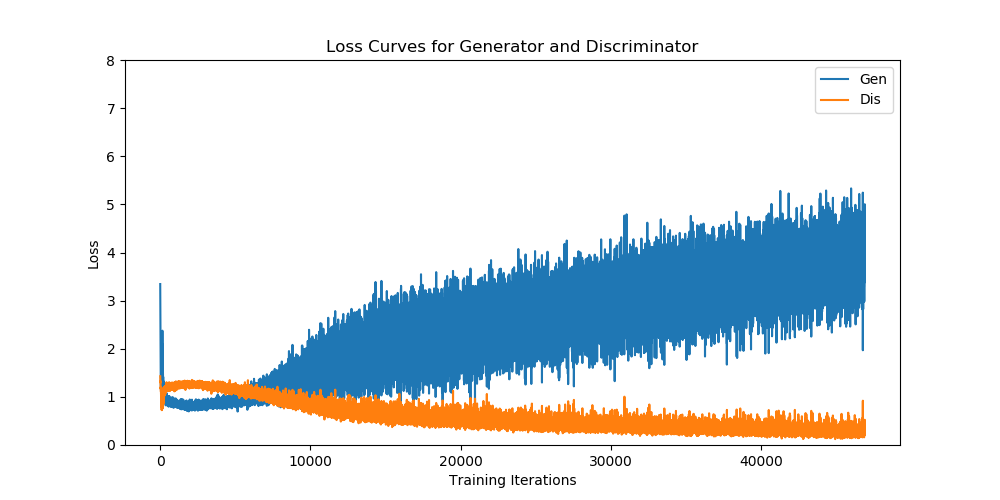 Loss Curves for Generator and Discriminator
Gen
Dis
8
7
6
5
4
3
2
1
0
Loss
0 10000 20000 30000 40000
Training Iterations